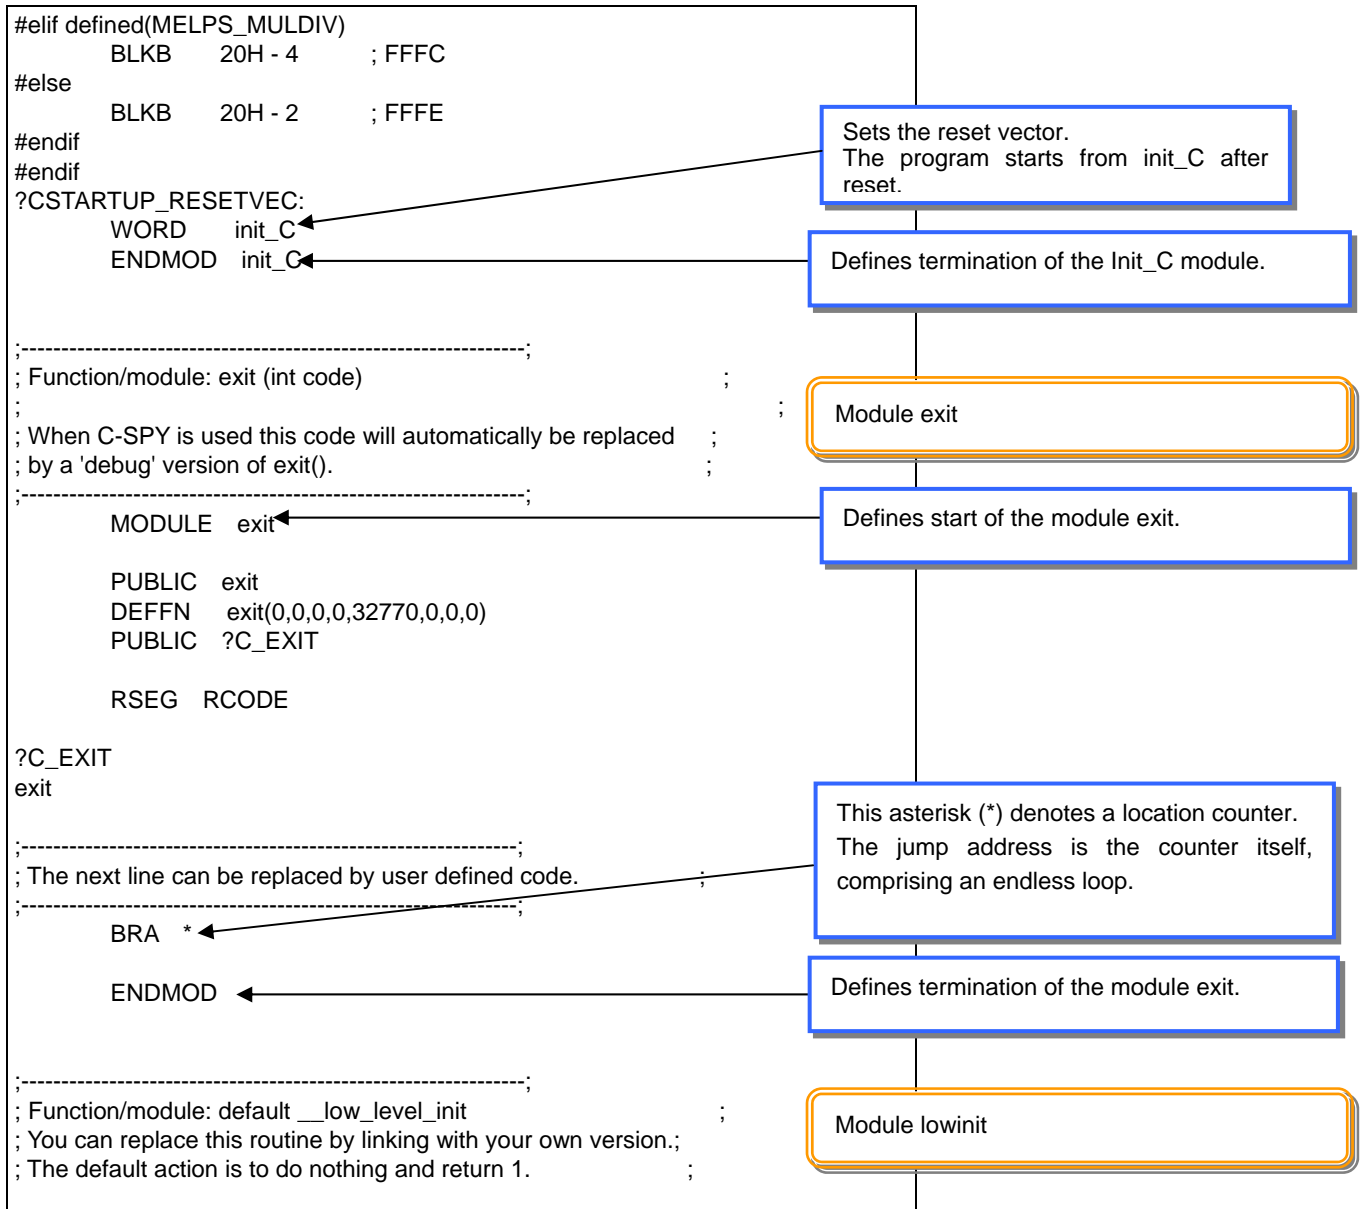 #elif defined(MELPS_MULDIV)
BLKB 20H - 4 ; FFFC
#else
BLKB 20H - 2 ; FFFE
#endif
#endif
?CSTARTUP_RESETVEC:
WORD init_C
ENDMOD init_C
Sets the reset vector.
The program starts from init_C after
reset.
Defines termination of the Init_C module.
;---------------------------------------------------------------;
; Function/module: exit (int code) ;
; ;
; When C-SPY is used this code will automatically be replaced ;
; by a 'debug' version of exit(). ;
;---------------------------------------------------------------;
Module exit
MODULE exit
Defines start of the module exit.
PUBLIC exit
DEFFN exit(0,0,0,0,32770,0,0,0)
PUBLIC ?C_EXIT
RSEG RCODE
?C_EXIT
exit
;--------------------------------------------------------------;
; The next line can be replaced by user defined code. ;
;--------------------------------------------------------------;
BRA *
This asterisk (*) denotes a location counter.
The jump address is the counter itself,
comprising an endless loop.
ENDMOD
Defines termination of the module exit.
;---------------------------------------------------------------;
; Function/module: default __low_level_init ;
; You can replace this routine by linking with your own version.;
; The default action is to do nothing and return 1. ;
Module lowinit